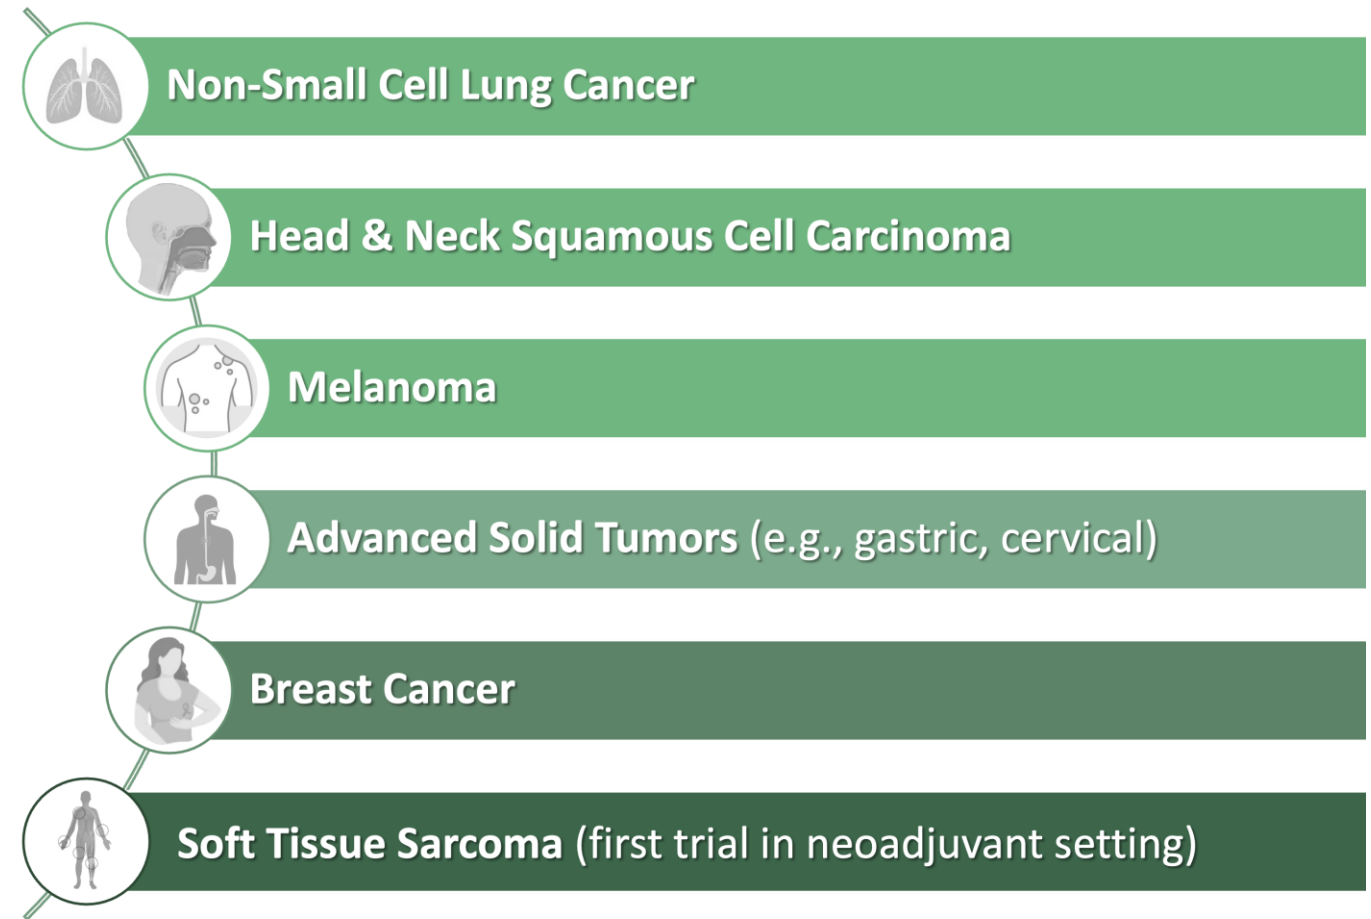 Non-Small Cell Lung Cancer
Head & Neck Squamous Cell Carcinoma
Melanoma
Advanced Solid Tumors (e.g., gastric, cervical)
Breast Cancer
Soft Tissue Sarcoma (first trial in neoadjuvant setting)